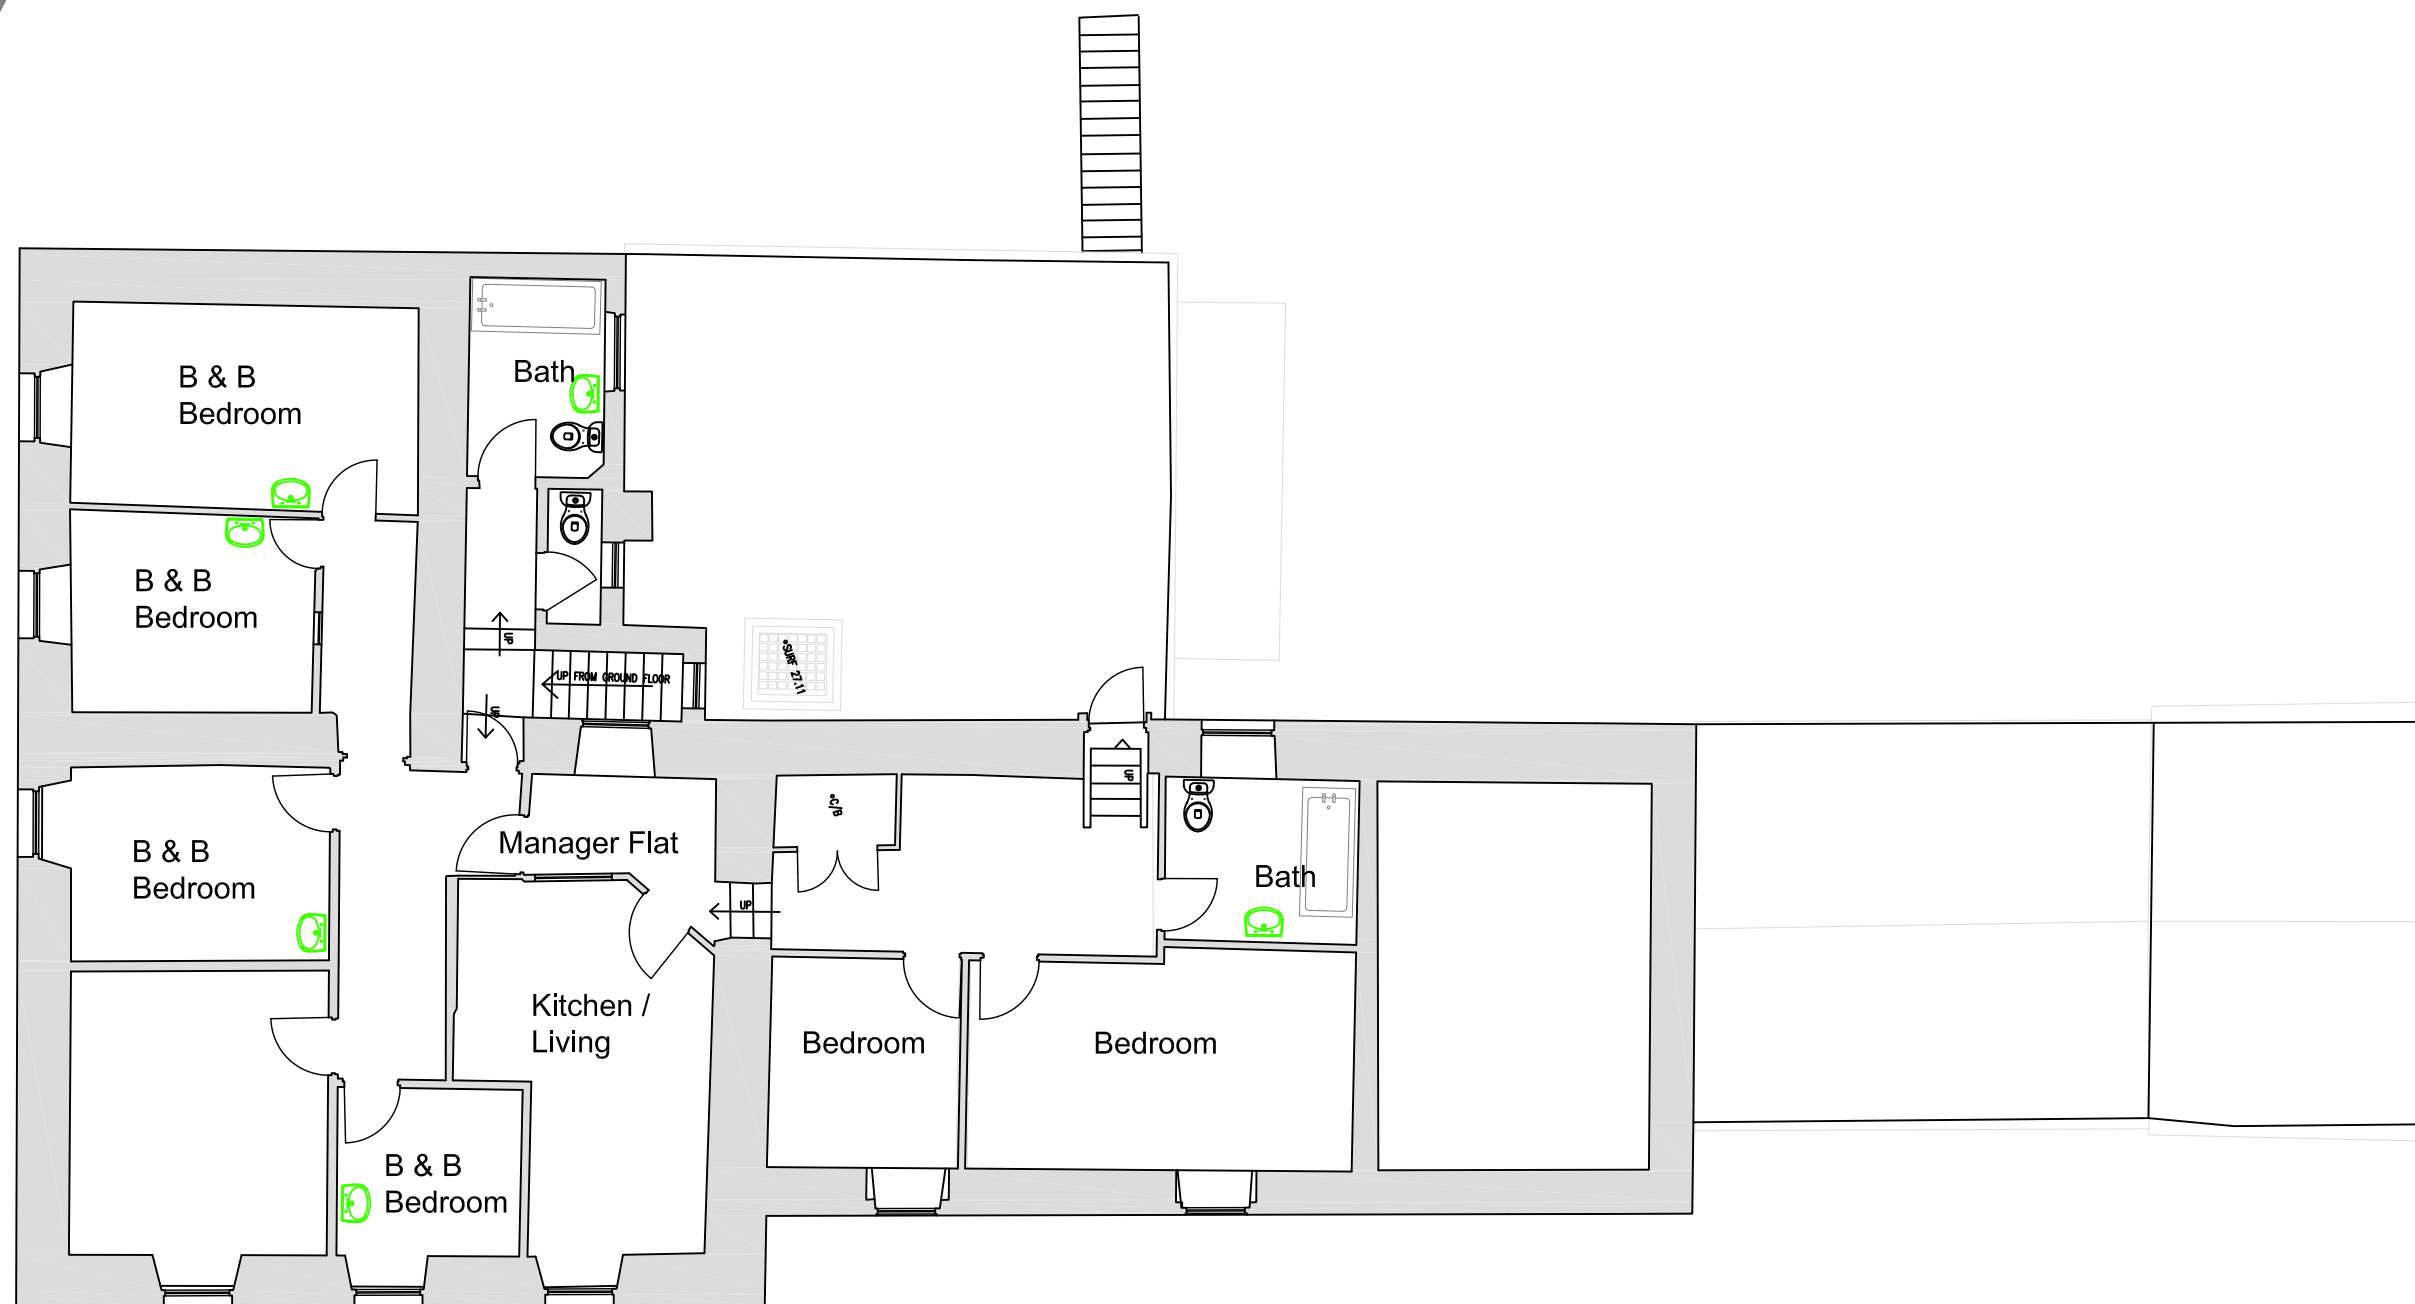 B & B
Bedroom
Bath
B & B
Bedroom
UP
UP FROM GROUND FLOOR
UP
°SURF 27.11
B & B
Bedroom
Manager Flat
°C/B
UP
Bath
UP
Kitchen /
Living
Bedroom
Bedroom
B & B
Bedroom